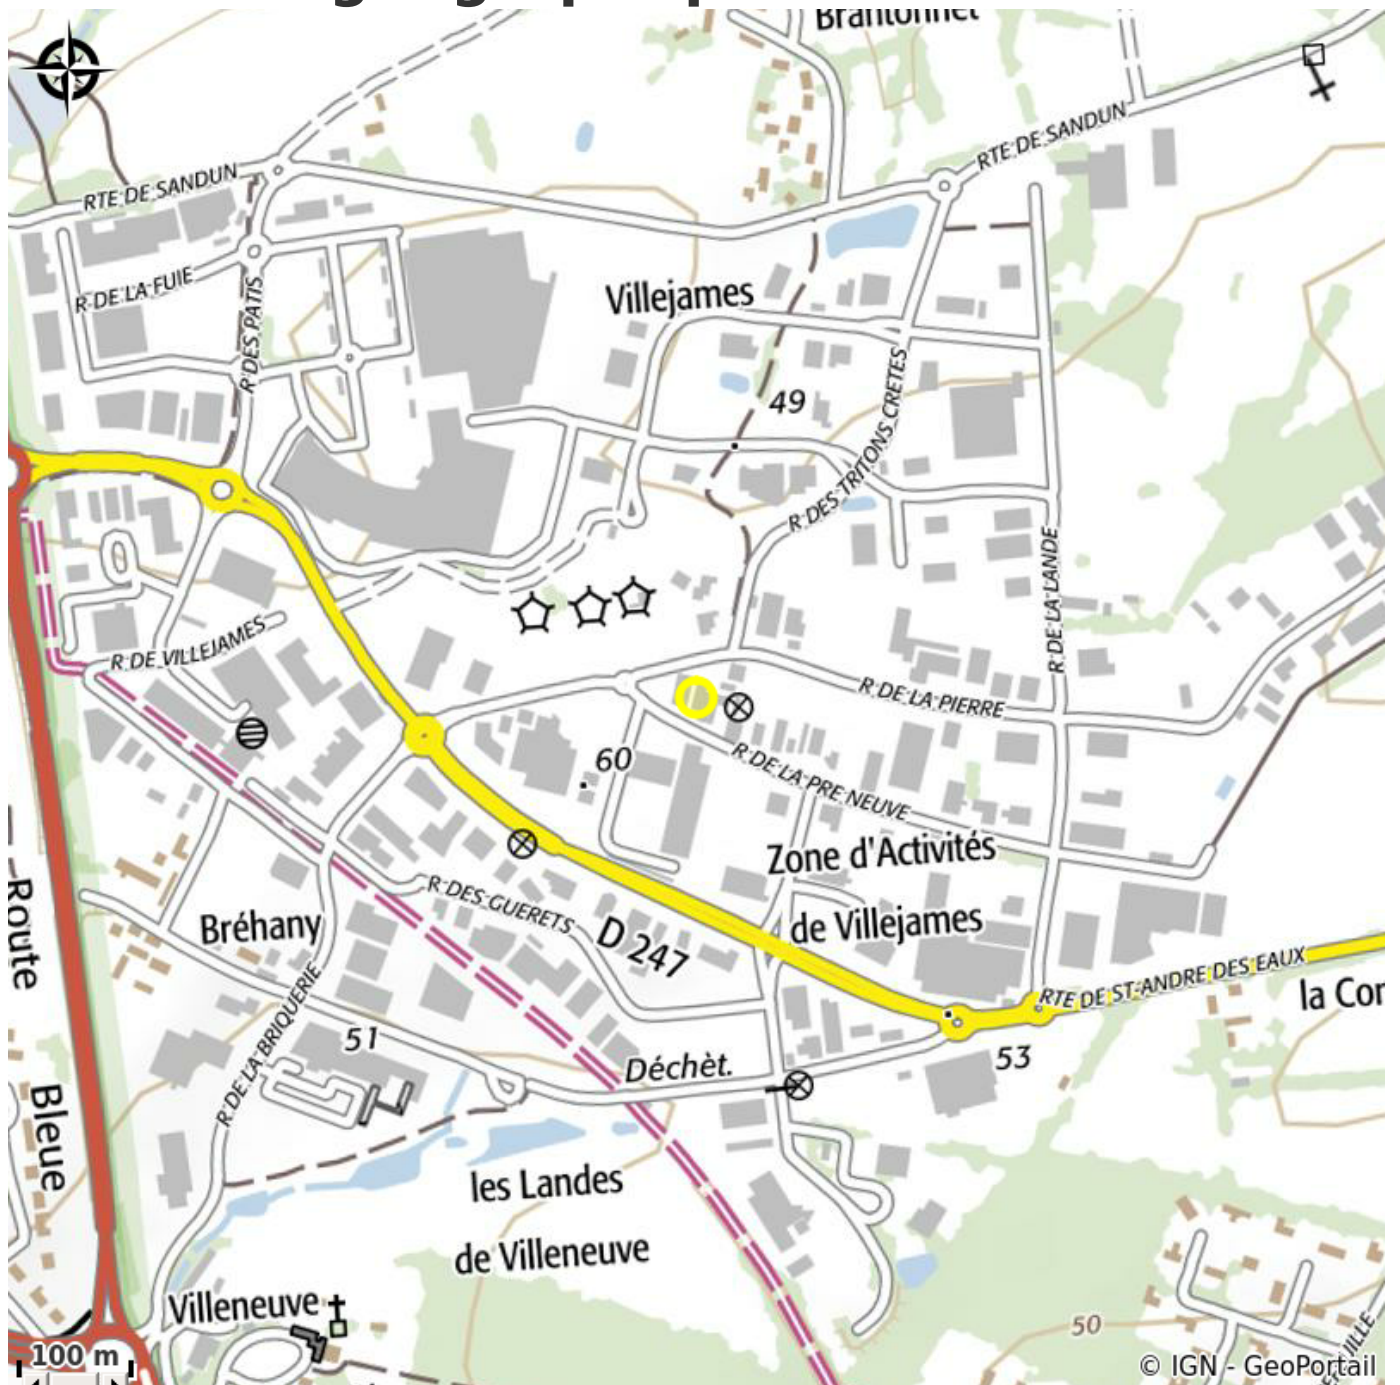 Brantonnet
RTE DE SANDUN
RTE DE SANDUN
R DE LA FUIE
R DES PATIS
Villejames
49
R DES TRITONS CRETES
R DE LA LANDE
R DE VILLEJAMES
R DE LA PIERRE
60
R DE LA PRE NEUVE
Zone d'Activités
de Villejames
R DES GUERETS
D 247
Bréhany
Route
Bleue
RTE DE ST-ANDRE DES EAUX
la Cor
R DE LA BRIQUERIE
51
53
Déchèt.
les Landes
de Villeneuve
Villeneuve
50
100 m
© IGN - GeoPortail